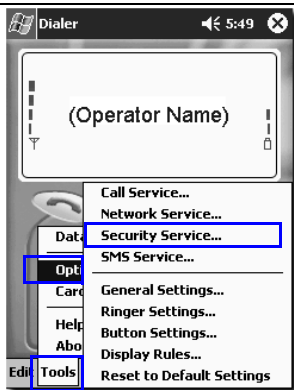 Dialer 5:49
(Operator Name)
Call Service...
Network Service...
Security Service...
SMS Service...
General Settings...
Ringer Settings...
Button Settings...
Display Rules...
Reset to Default Settings
Data
Opti
Card
Help
Abo
Edit Tools